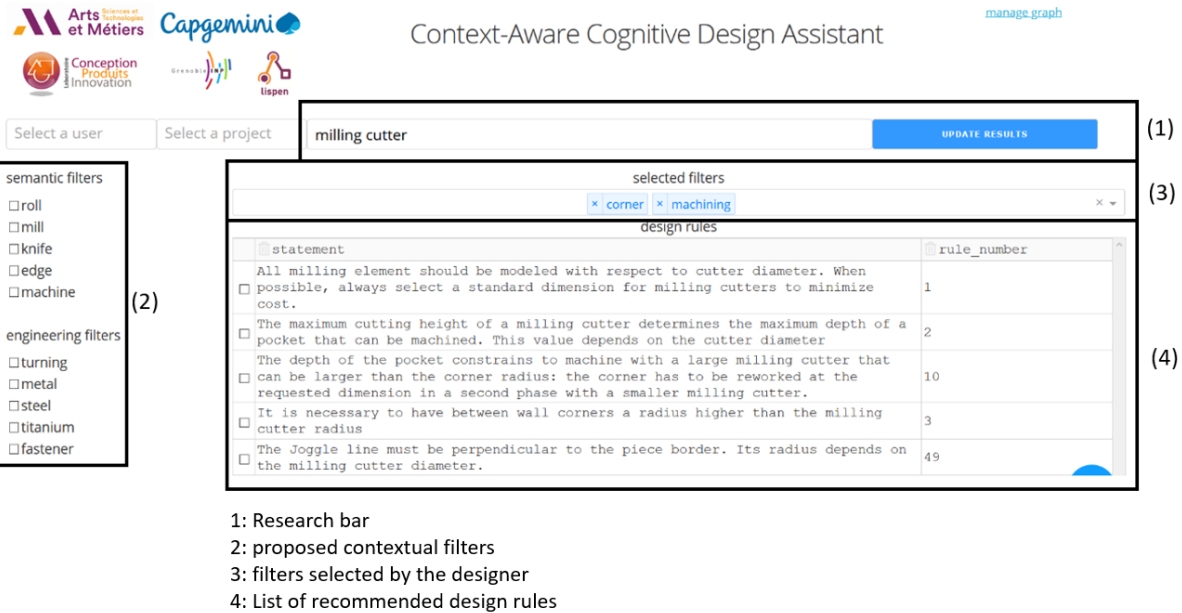 Arts Sciences et Technologies
et Métiers
Capgemini
manage graph
Context-Aware Cognitive Design Assistant
Laboratoire
Conception
Produits
Innovation
Grenoble INP
lispen
Select a user
Select a project
milling cutter
UPDATE RESULTS
(1)
semantic filters
roll
mill
knife
edge
machine
(2)
engineering filters
turning
metal
steel
titanium
fastener
selected filters
× corner × machining
× 
(3)
design rules
statement rule_number
All milling element should be modeled with respect to cutter diameter. When
possible, always select a standard dimension for milling cutters to minimize
cost.
1
The maximum cutting height of a milling cutter determines the maximum depth of a
pocket that can be machined. This value depends on the cutter diameter
2
The depth of the pocket constrains to machine with a large milling cutter that
can be larger than the corner radius: the corner has to be reworked at the
requested dimension in a second phase with a smaller milling cutter.
10
It is necessary to have between wall corners a radius higher than the milling
cutter radius
3
The Joggle line must be perpendicular to the piece border. Its radius depends on
the milling cutter diameter.
49
(4)
1: Research bar
2: proposed contextual filters
3: filters selected by the designer
4: List of recommended design rules